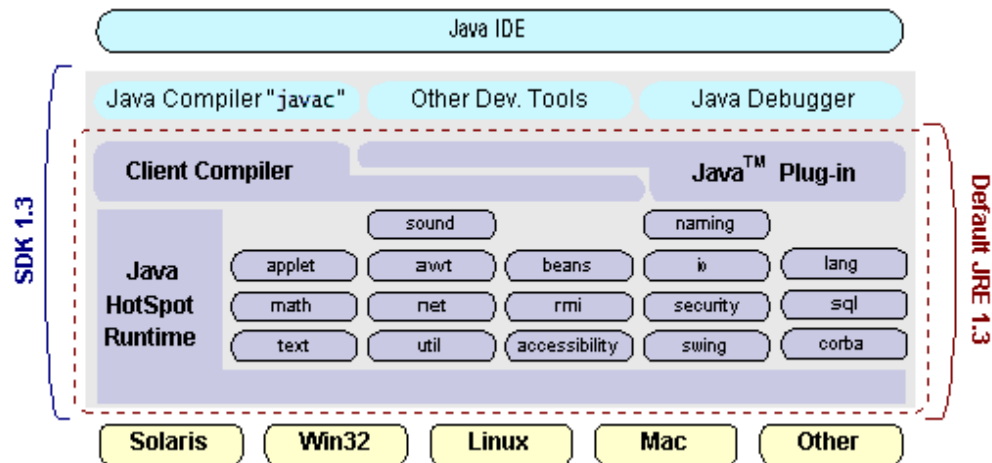 Java IDE
Java Compiler "javac"
Other Dev. Tools
Java Debugger
Client Compiler
Java™ Plug-in
SDK 1.3
Default JRE 1.3
Java
HotSpot
Runtime
sound
naming
applet
awt
beans
io
lang
math
net
rmi
security
sql
text
util
accessibility
swing
corba
Solaris
Win32
Linux
Mac
Other